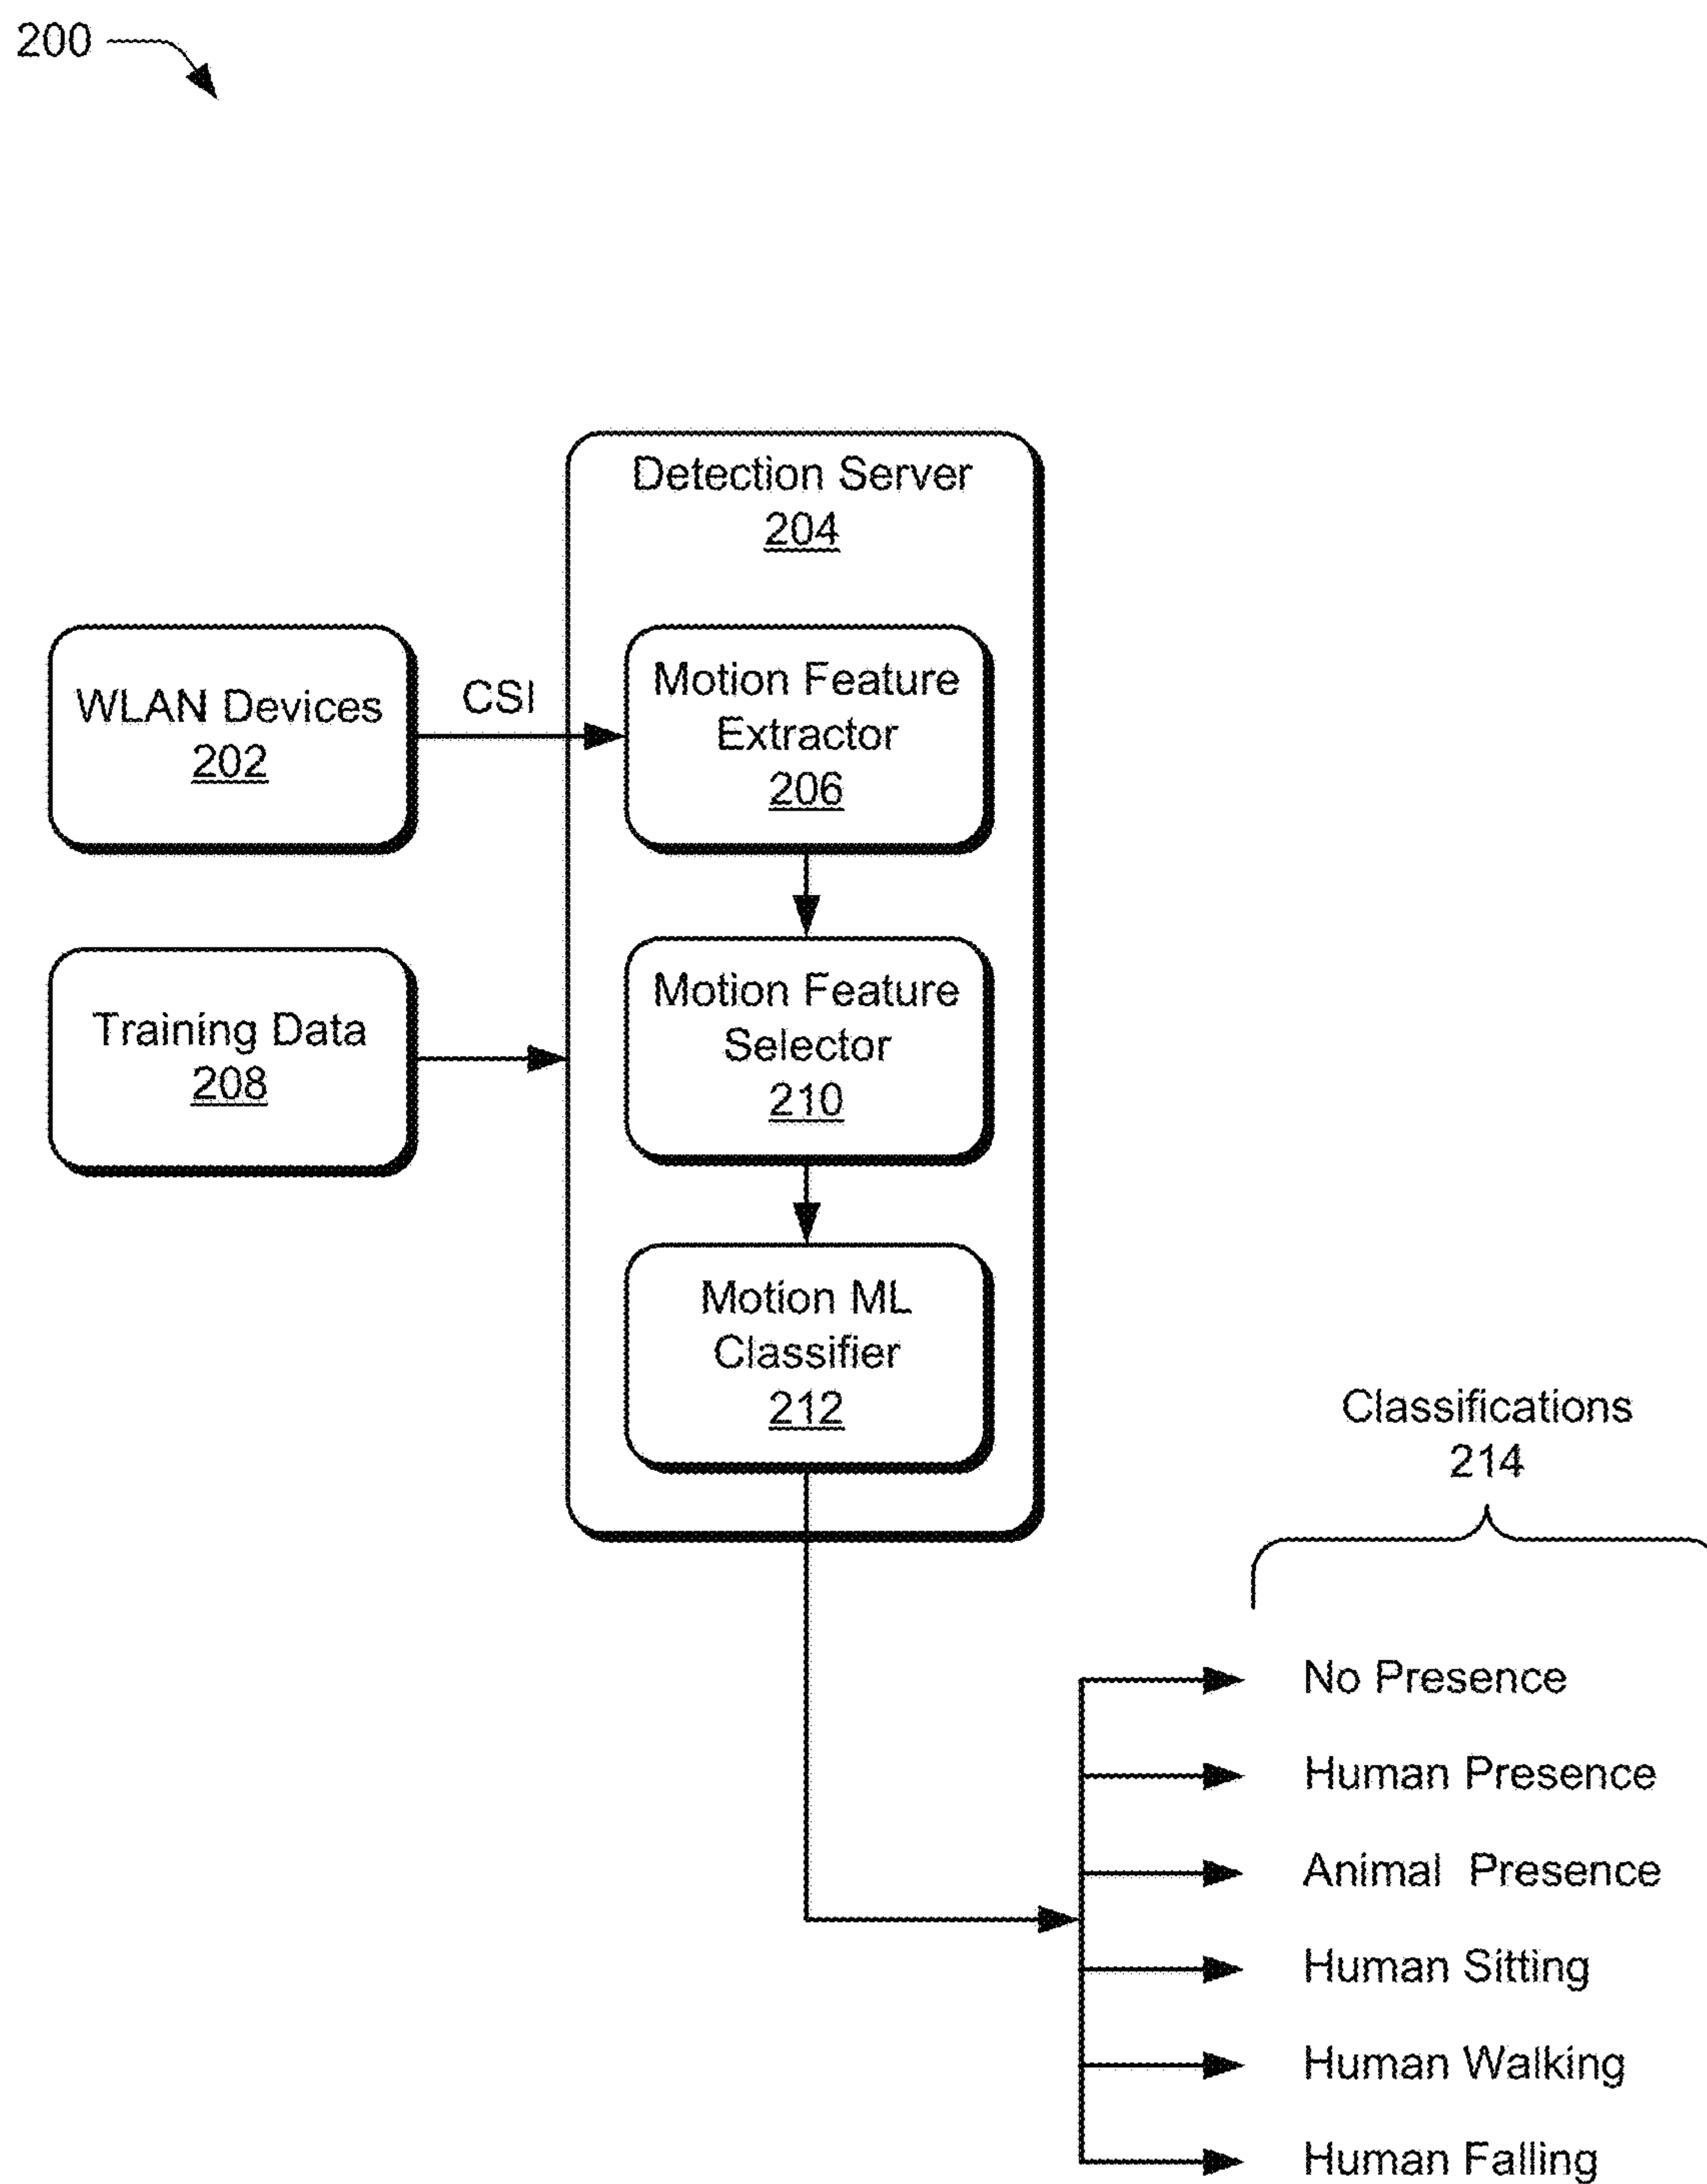 200
Detection Server
204
WLAN Devices
202
CSI
Motion Feature
Extractor
206
Training Data
208
Motion Feature
Selector
210
Motion ML
Classifier
212
Classifications
214
No Presence
Human Presence
Animal  Presence
Human Sitting
Human Walking
Human Falling